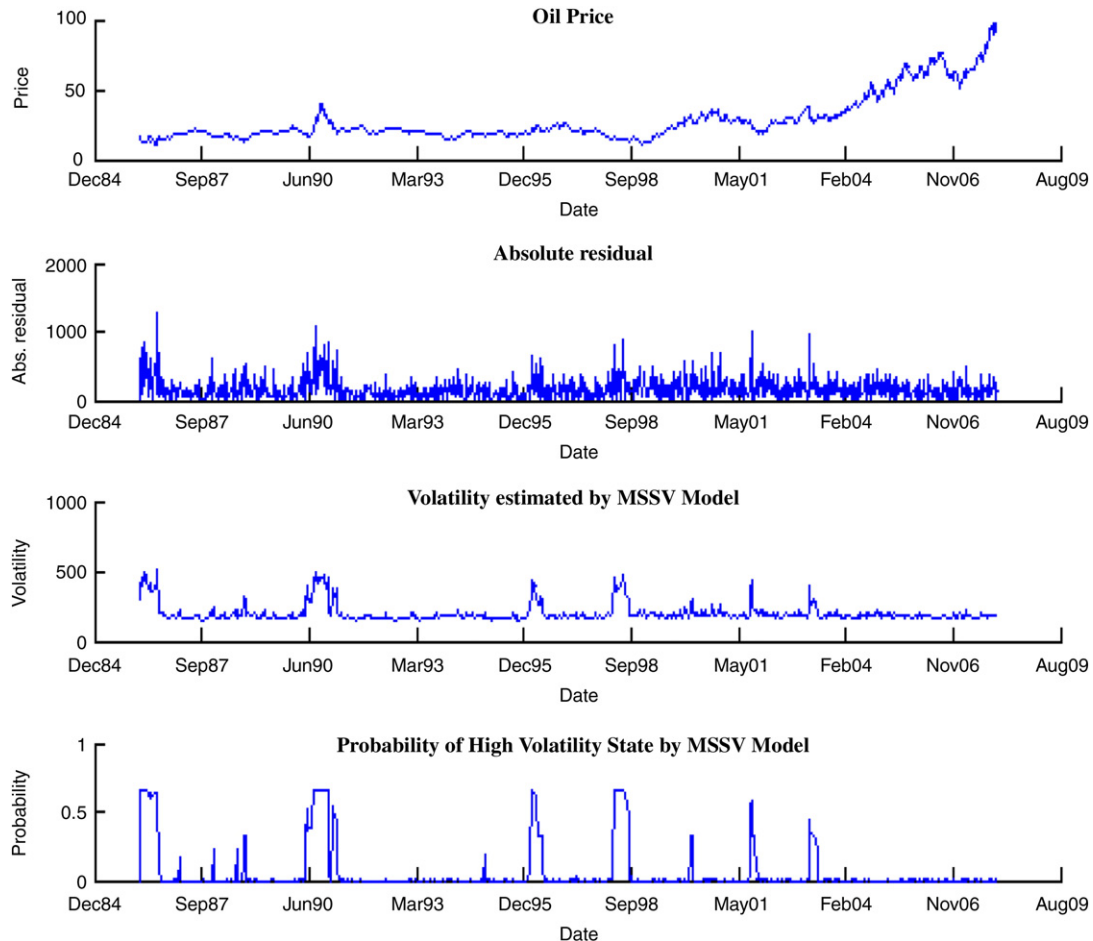 Oil Price
100
50
0
Price
Dec84 Sep87 Jun90 Mar93 Dec95 Sep98 May01 Feb04 Nov06 Aug09
Date
Absolute residual
2000
1000
0
Abs. residual
Dec84 Sep87 Jun90 Mar93 Dec95 Sep98 May01 Feb04 Nov06 Aug09
Date
Volatility estimated by MSSV Model
1000
500
0
Volatility
Dec84 Sep87 Jun90 Mar93 Dec95 Sep98 May01 Feb04 Nov06 Aug09
Date
Probability of High Volatility State by MSSV Model
1
0.5
0
Probability
Dec84 Sep87 Jun90 Mar93 Dec95 Sep98 May01 Feb04 Nov06 Aug09
Date